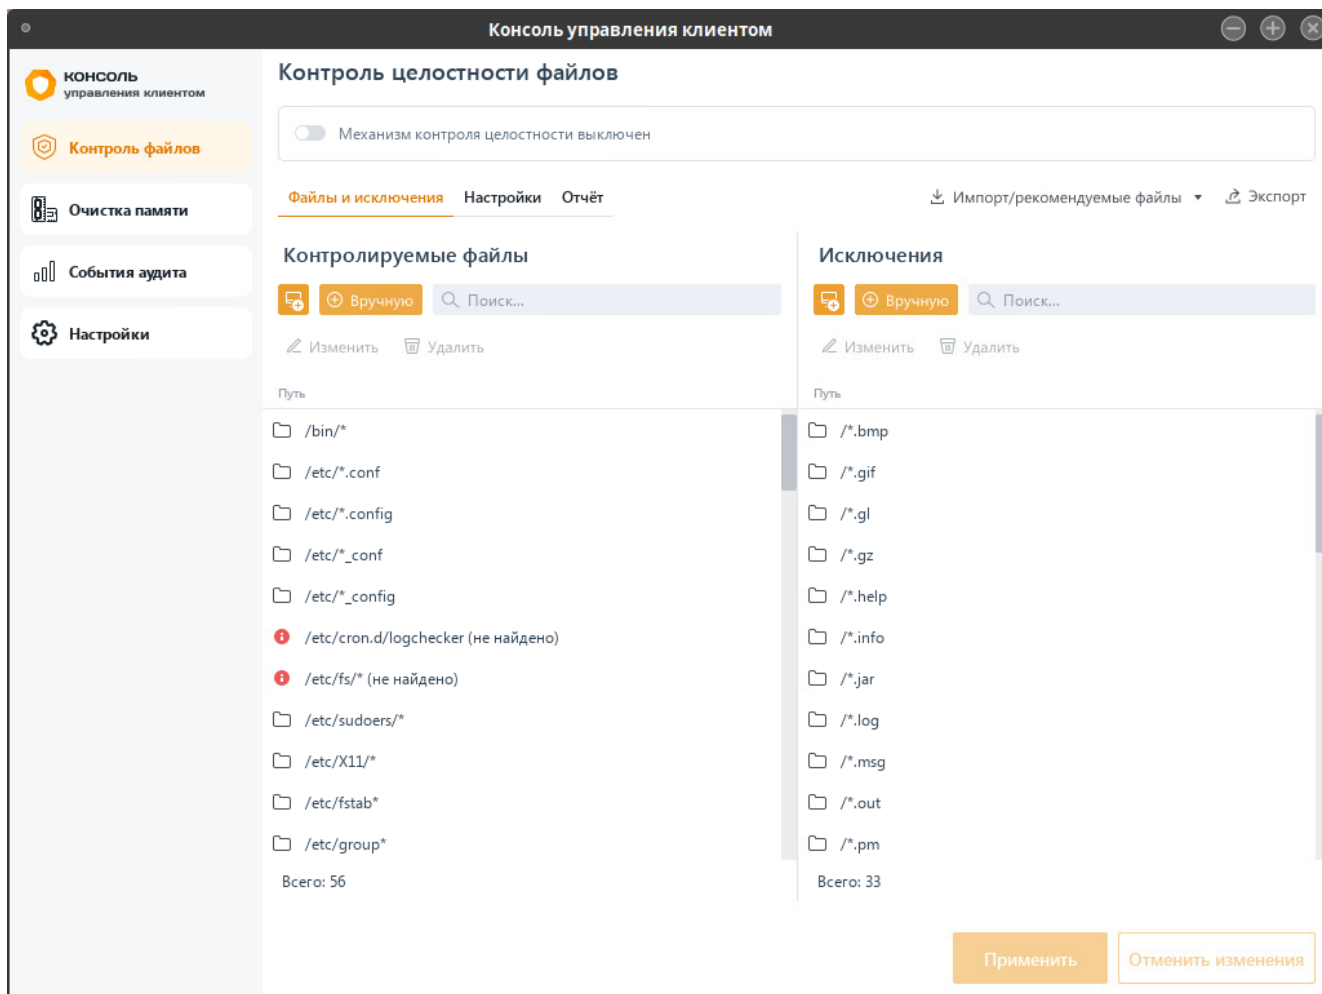 Консоль управления клиентом
консоль
управления клиентом
Контроль файлов
Очистка памяти
События аудита
Настройки
Контроль целостности файлов
Механизм контроля целостности выключен
Файлы и исключения Настройки Отчёт Импорт/рекомендуемые файлы Экспорт
Контролируемые файлы
Вручную Поиск...
Изменить Удалить
Путь
/bin/*
/etc/*.conf
/etc/*.config
/etc/*_conf
/etc/*_config
/etc/cron.d/logchecker (не найдено)
/etc/fs/* (не найдено)
/etc/sudoers/*
/etc/X11/*
/etc/fstab*
/etc/group*
Всего: 56
Исключения
Вручную Поиск...
Изменить Удалить
Путь
/*.bmp
/*.gif
/*.gl
/*.gz
/*.help
/*.info
/*.jar
/*.log
/*.msg
/*.out
/*.pm
Всего: 33
Применить Отменить изменения